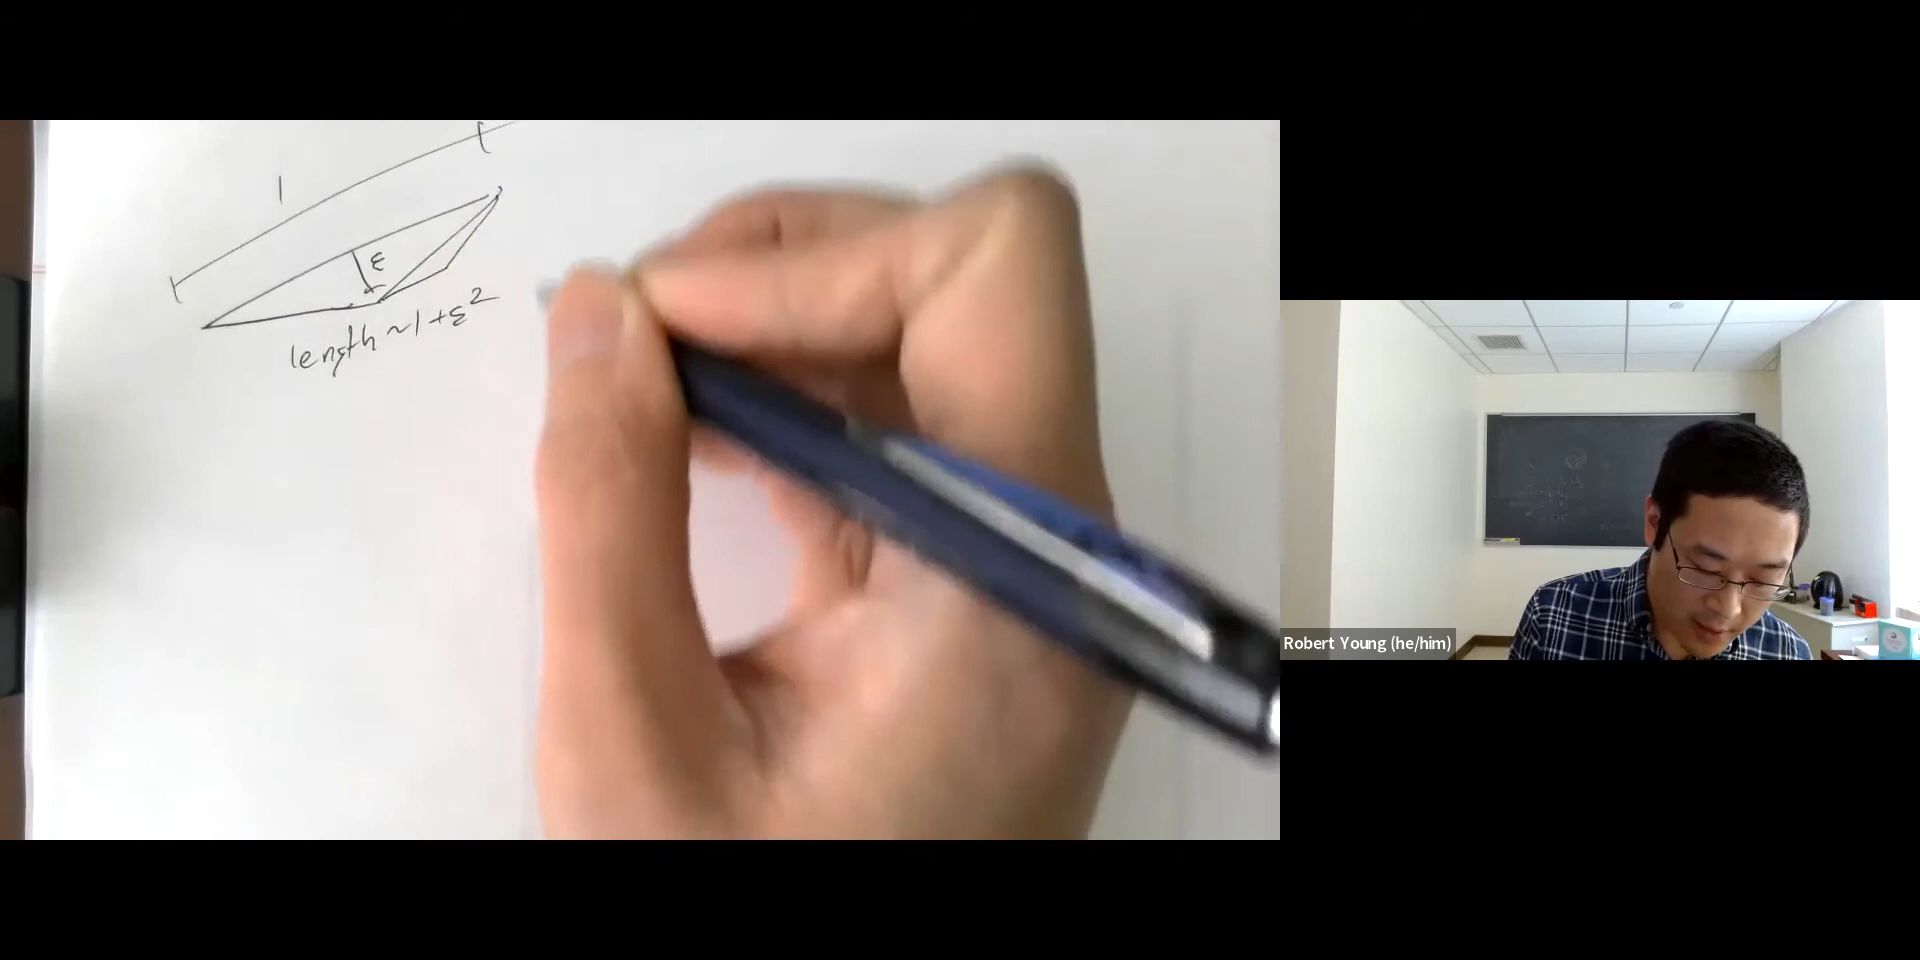 1
ε
length ~ 1 + ε²
Robert Young (he/him)